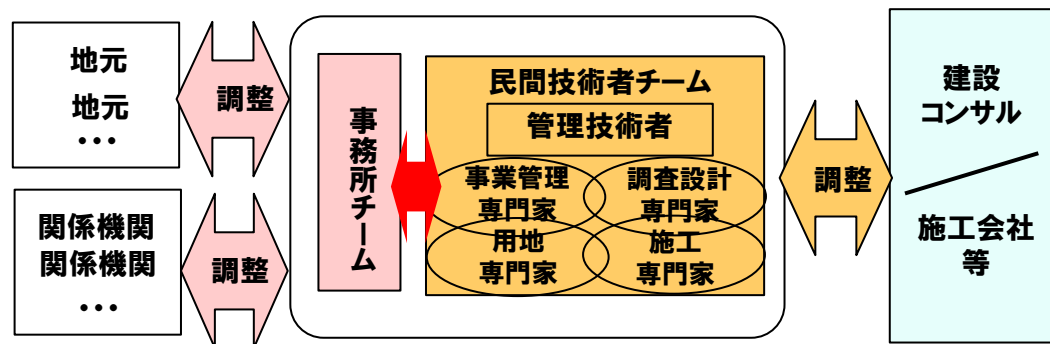 地元
地元
・・・
調整
関係機関
関係機関
・・・
調整
事務所チーム
民間技術者チーム
管理技術者
事業管理
専門家
調査設計
専門家
用地
専門家
施工
専門家
調整
建設
コンサル
施工会社
等